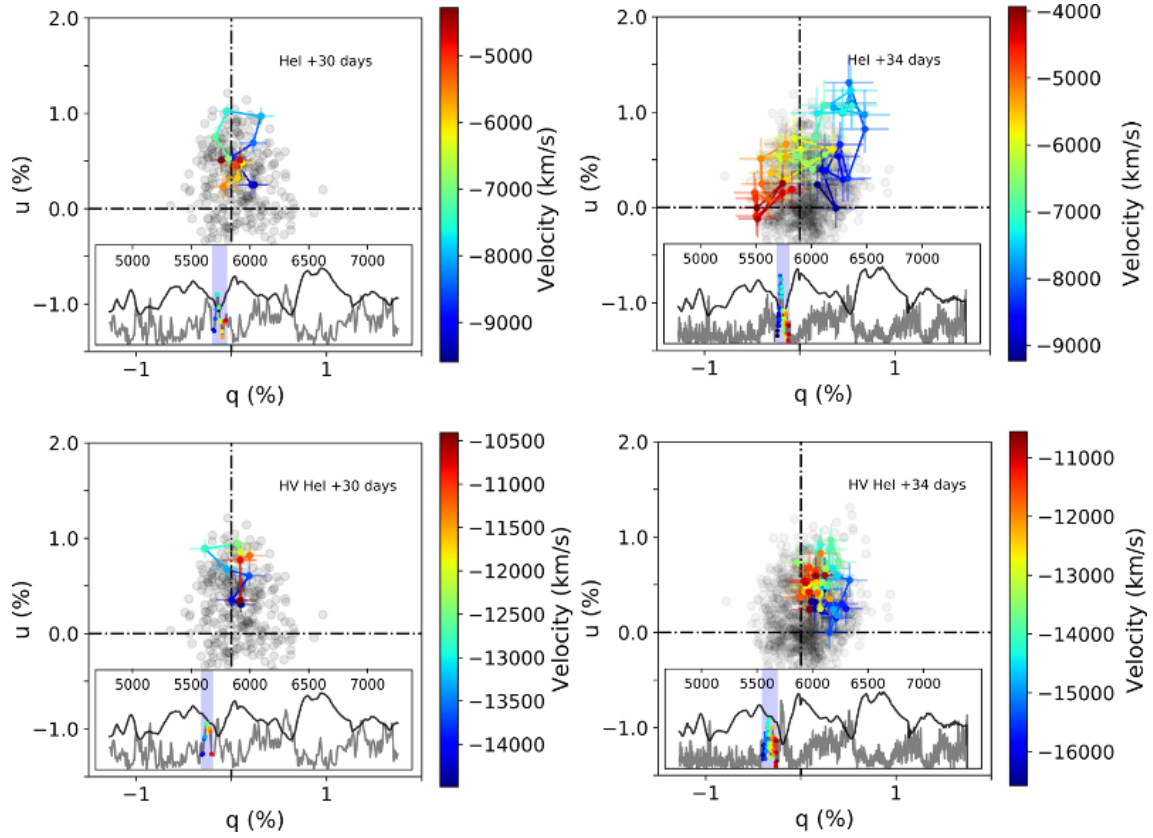 2.0
1.0
0.0
−1.0
u (%)
HeI +30 days
5000 5500 6000 6500 7000
−1 0 1
q (%)
−5000
−6000
−7000
−8000
−9000
Velocity (km/s)
2.0
1.0
0.0
−1.0
u (%)
HeI +34 days
5000 5500 6000 6500 7000
−1 0 1
q (%)
−4000
−5000
−6000
−7000
−8000
−9000
Velocity (km/s)
2.0
1.0
0.0
−1.0
u (%)
HV HeI +30 days
5000 5500 6000 6500 7000
−1 0 1
q (%)
−10500
−11000
−11500
−12000
−12500
−13000
−13500
−14000
Velocity (km/s)
2.0
1.0
0.0
−1.0
u (%)
HV HeI +34 days
5000 5500 6000 6500 7000
−1 0 1
q (%)
−11000
−12000
−13000
−14000
−15000
−16000
Velocity (km/s)